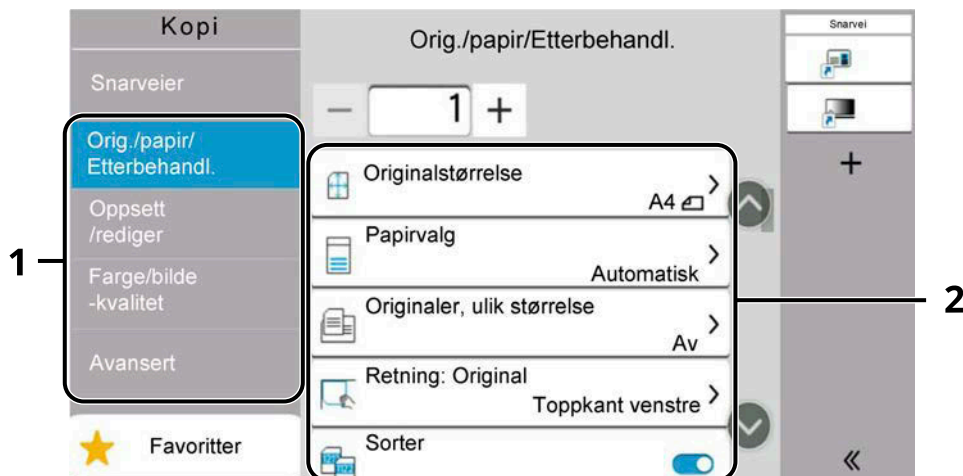 Kopi
Snarveier
Orig./papir/
Etterbehandl.
Oppsett
/rediger
Farge/bilde
-kvalitet
Avansert
Favoritter
1
Orig./papir/Etterbehandl.
1
Originalstørrelse
A4
Papirvalg
Automatisk
Originaler, ulik størrelse
Av
Retning: Original
Toppkant venstre
Sorter
2
Snarvei